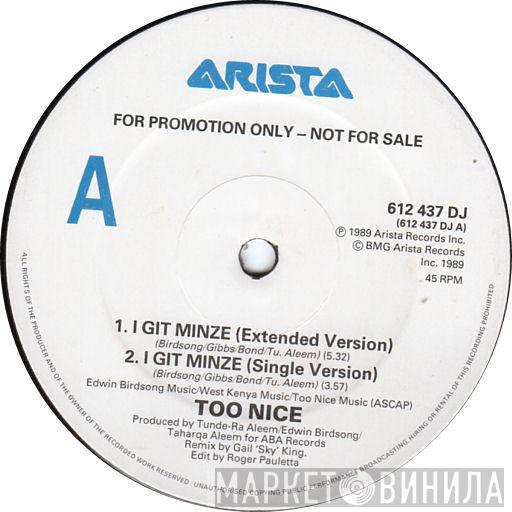 ARISTA
FOR PROMOTION ONLY – NOT FOR SALE
A
612 437 DJ
(612 437 DJ A)
Ⓟ 1989 Arista Records Inc.
© BMG Arista Records
Inc. 1989
45 RPM
1. I GIT MINZE (Extended Version)
(Birdsong/Gibbs/Bond/Tu. Aleem) (5.32)
2. I GIT MINZE (Single Version)
(Birdsong/Gibbs/Bond/Tu. Aleem) (3.57)
Edwin Birdsong Music/West Kenya Music/Too Nice Music (ASCAP)
TOO NICE
Produced by Tunde-Ra Aleem/Edwin Birdsong/
Taharqa Aleem for ABA Records
Remix by Gail 'Sky' King.
Edit by Roger Pauletta
ALL RIGHTS OF THE PRODUCER AND OF THE OWNER OF THE RECORDED WORK RESERVED. UNAUTHORISED COPYING PUBLIC PERFORMANCE BROADCASTING HIRING OR RENTAL OF THIS RECORDING PROHIBITED
МАРКЕТ ВИНИЛА